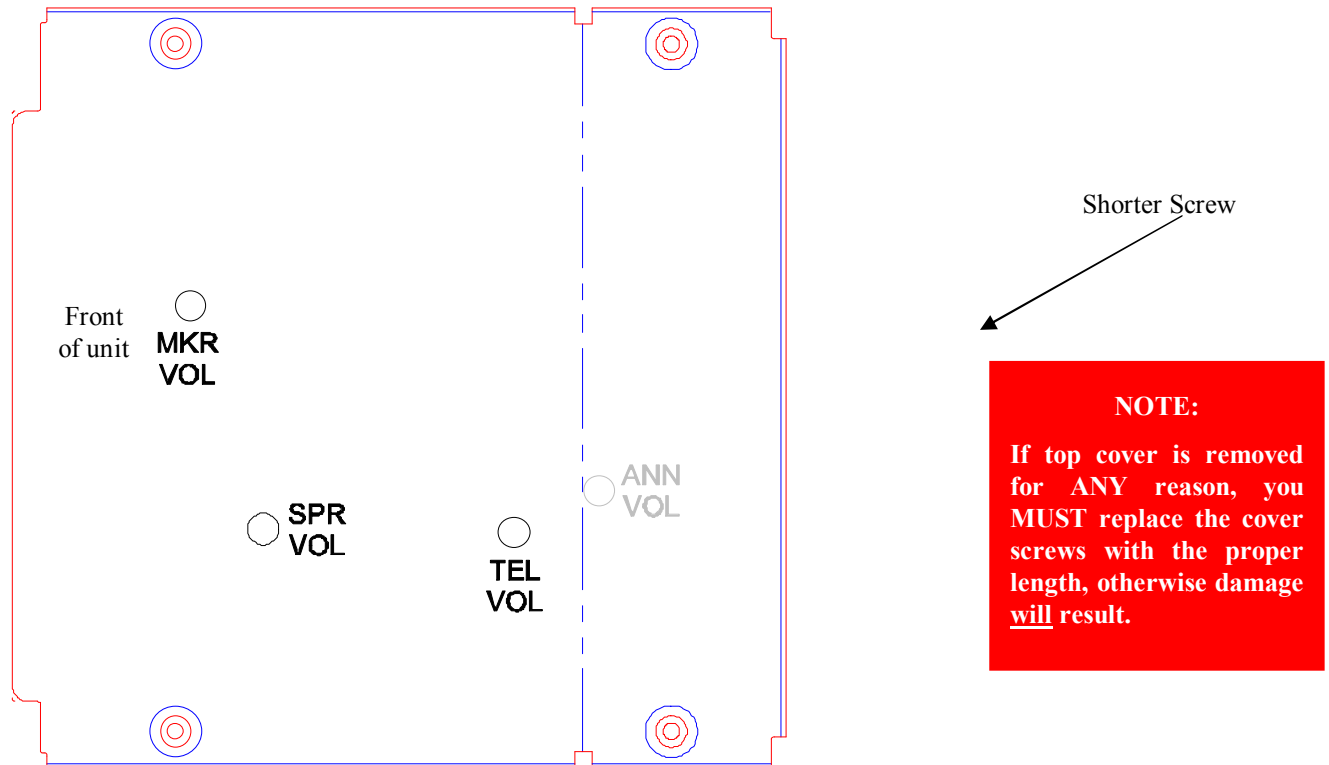 Shorter Screw
Front
of unit
MKR
VOL
SPR
VOL
TEL
VOL
ANN
VOL
NOTE:
If top cover is removed
for ANY reason, you
MUST replace the cover
screws with the proper
length, otherwise damage
will result.